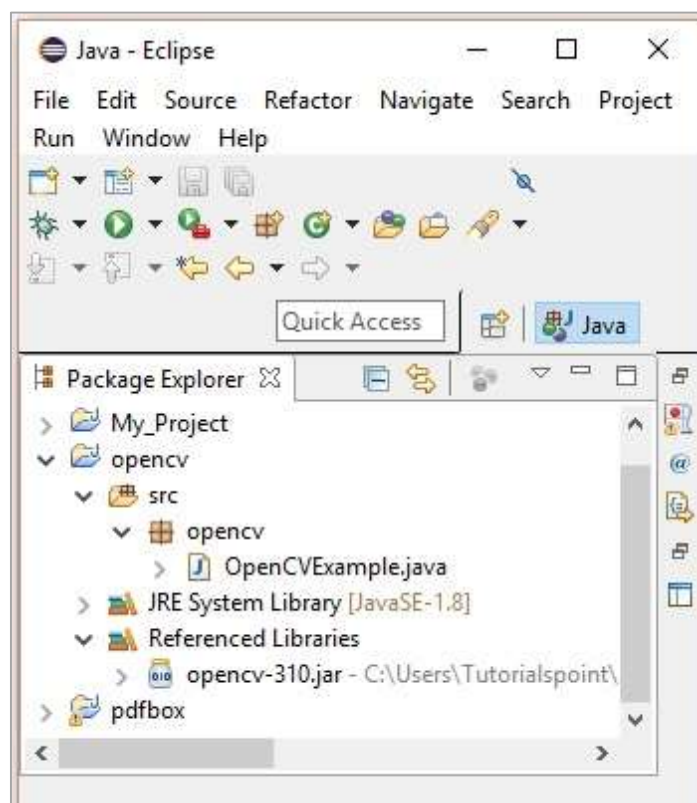 Java - Eclipse
File Edit Source Refactor Navigate Search Project
Run Window Help
Quick Access
Java
Package Explorer
My_Project
opencv
src
opencv
OpenCVExample.java
JRE System Library [JavaSE-1.8]
Referenced Libraries
opencv-310.jar - C:\Users\Tutorialspoint\
pdfbox